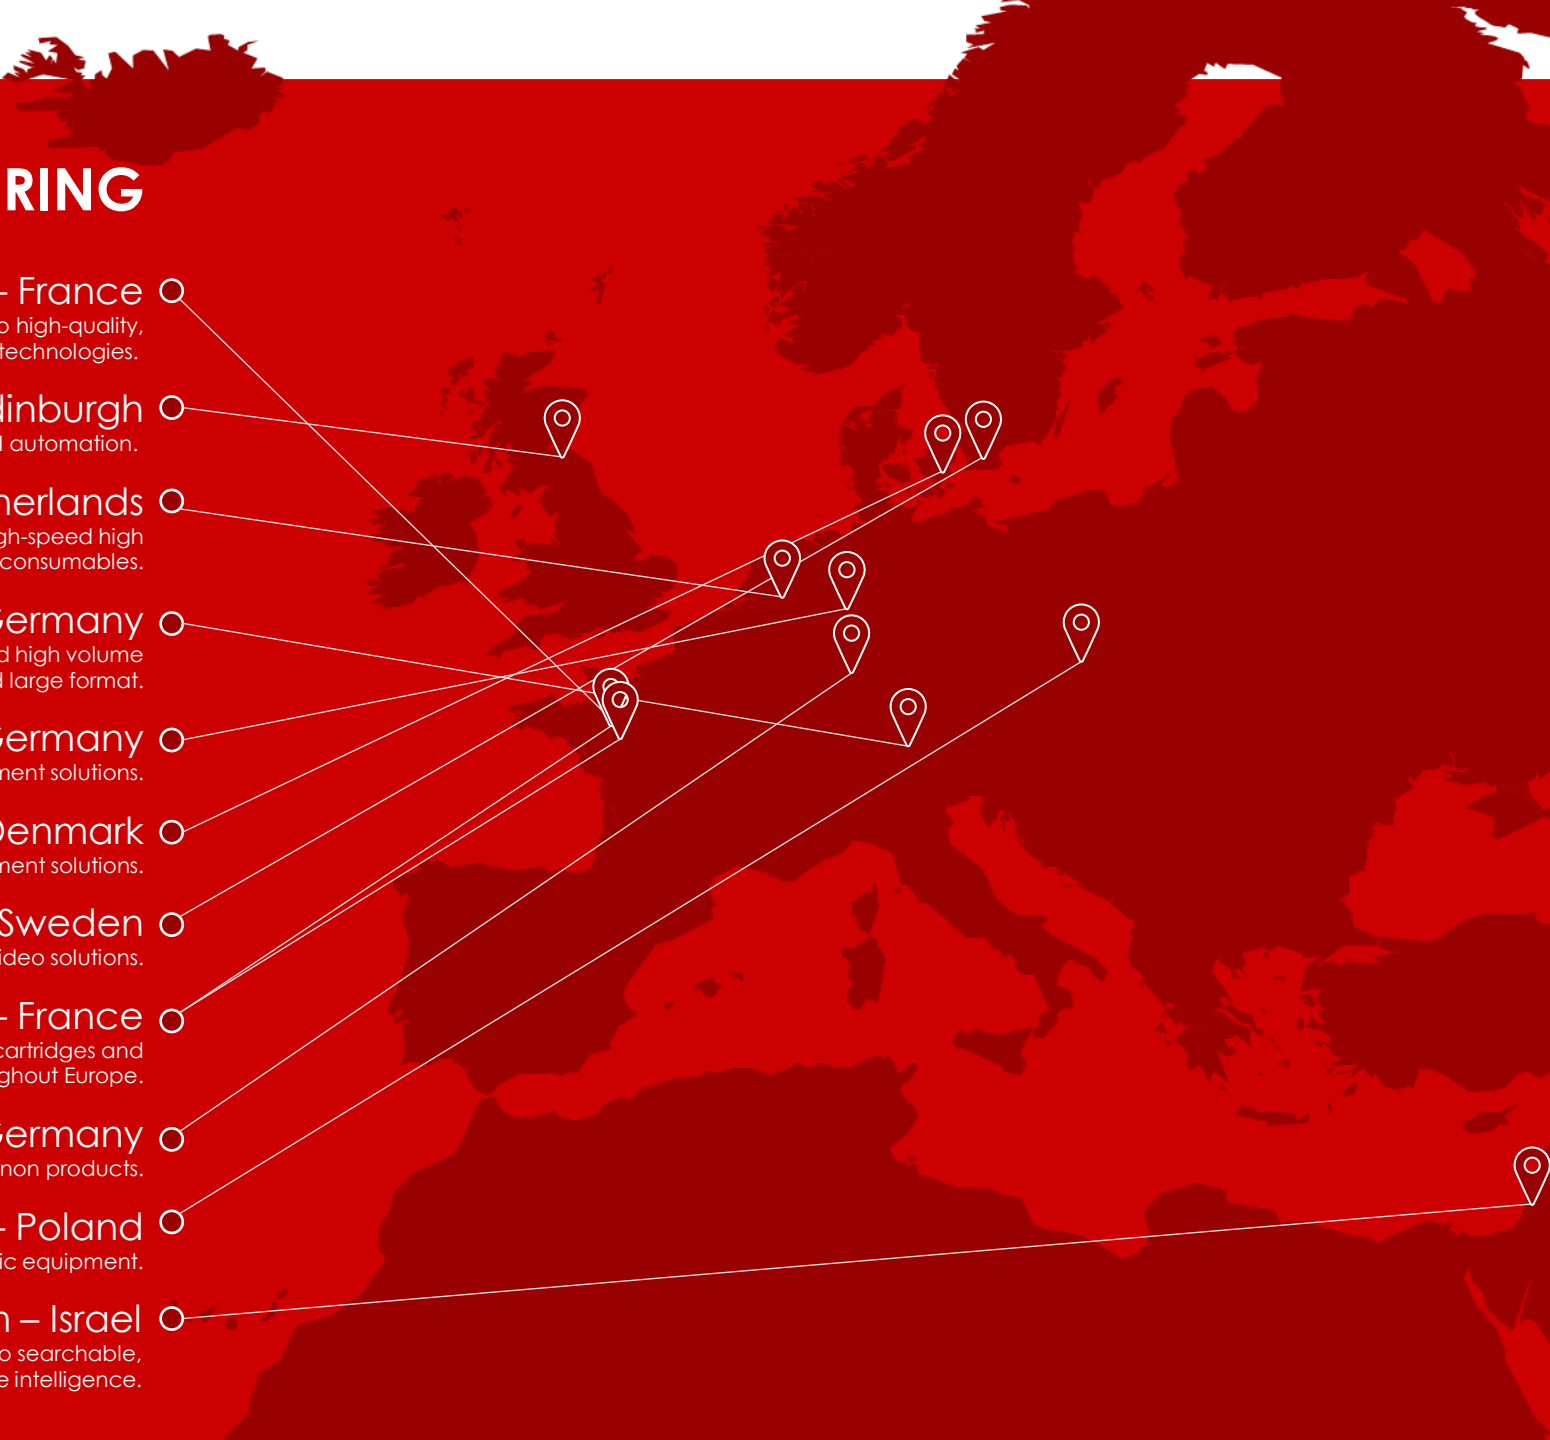 RING
– France
o high-quality,
technologies.
dinburgh
l automation.
herlands
gh-speed high
consumables.
Germany
d high volume
d large format.
Germany
ment solutions.
Denmark
ment solutions.
Sweden
ideo solutions.
– France
cartridges and
ghout Europe.
Germany
non products.
– Poland
ic equipment.
n – Israel
o searchable,
e intelligence.